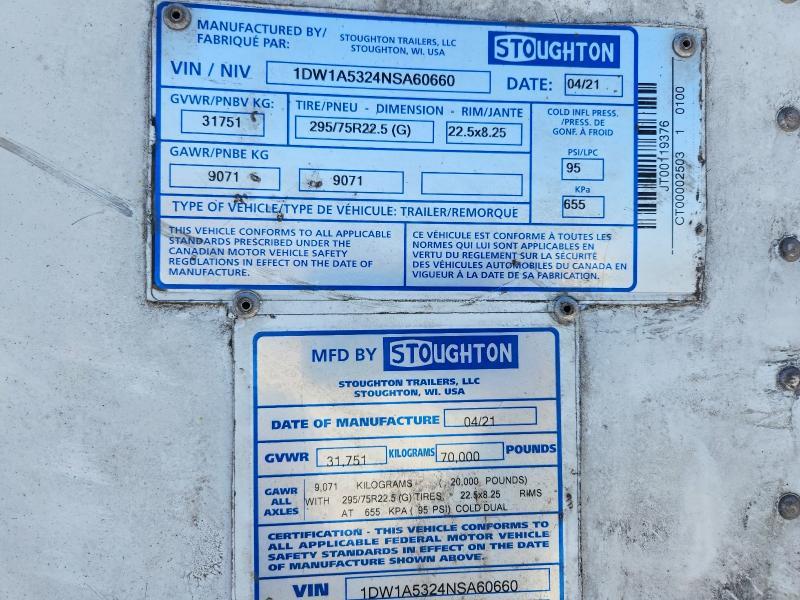 MANUFACTURED BY/
FABRIQUÉ PAR:
STOUGHTON TRAILERS, LLC
STOUGHTON, WI. USA
STOUGHTON
VIN / NIV
1DW1A5324NSA60660
DATE:
04/21
GVWR/PNBV KG:
31751
TIRE/PNEU - DIMENSION - RIM/JANTE
295/75R22.5 (G)
22.5x8.25
COLD INFL PRESS.
/PRESS. DE
GONF. À FROID
PSI/LPC
95
KPa
655
GAWR/PNBE KG
9071
9071
TYPE OF VEHICLE/TYPE DE VÉHICULE: TRAILER/REMORQUE
THIS VEHICLE CONFORMS TO ALL APPLICABLE
STANDARDS PRESCRIBED UNDER THE
CANADIAN MOTOR VEHICLE SAFETY
REGULATIONS IN EFFECT ON THE DATE OF
MANUFACTURE.
CE VÉHICULE EST CONFORME À TOUTES LES
NORMES QUI LUI SONT APPLICABLES EN
VERTU DU REGLEMENT SUR LA SÉCURITÉ
DES VÉHICULES AUTOMOBILES DU CANADA EN
VIGUEUR À LA DATE DE SA FABRICATION.
JT00119376
CT00002503 1 0100
MFD BY STOUGHTON
STOUGHTON TRAILERS, LLC
STOUGHTON, WI. USA
DATE OF MANUFACTURE 04/21
GVWR 31,751 KILOGRAMS 70,000 POUNDS
GAWR
ALL
AXLES
9,071 KILOGRAMS ( 20,000 POUNDS)
WITH 295/75R22.5 (G) TIRES, 22.5x8.25 RIMS
AT 655 KPA ( 95 PSI) COLD DUAL
CERTIFICATION - THIS VEHICLE CONFORMS TO
ALL APPLICABLE FEDERAL MOTOR VEHICLE
SAFETY STANDARDS IN EFFECT ON THE DATE
OF MANUFACTURE SHOWN ABOVE.
VIN 1DW1A5324NSA60660